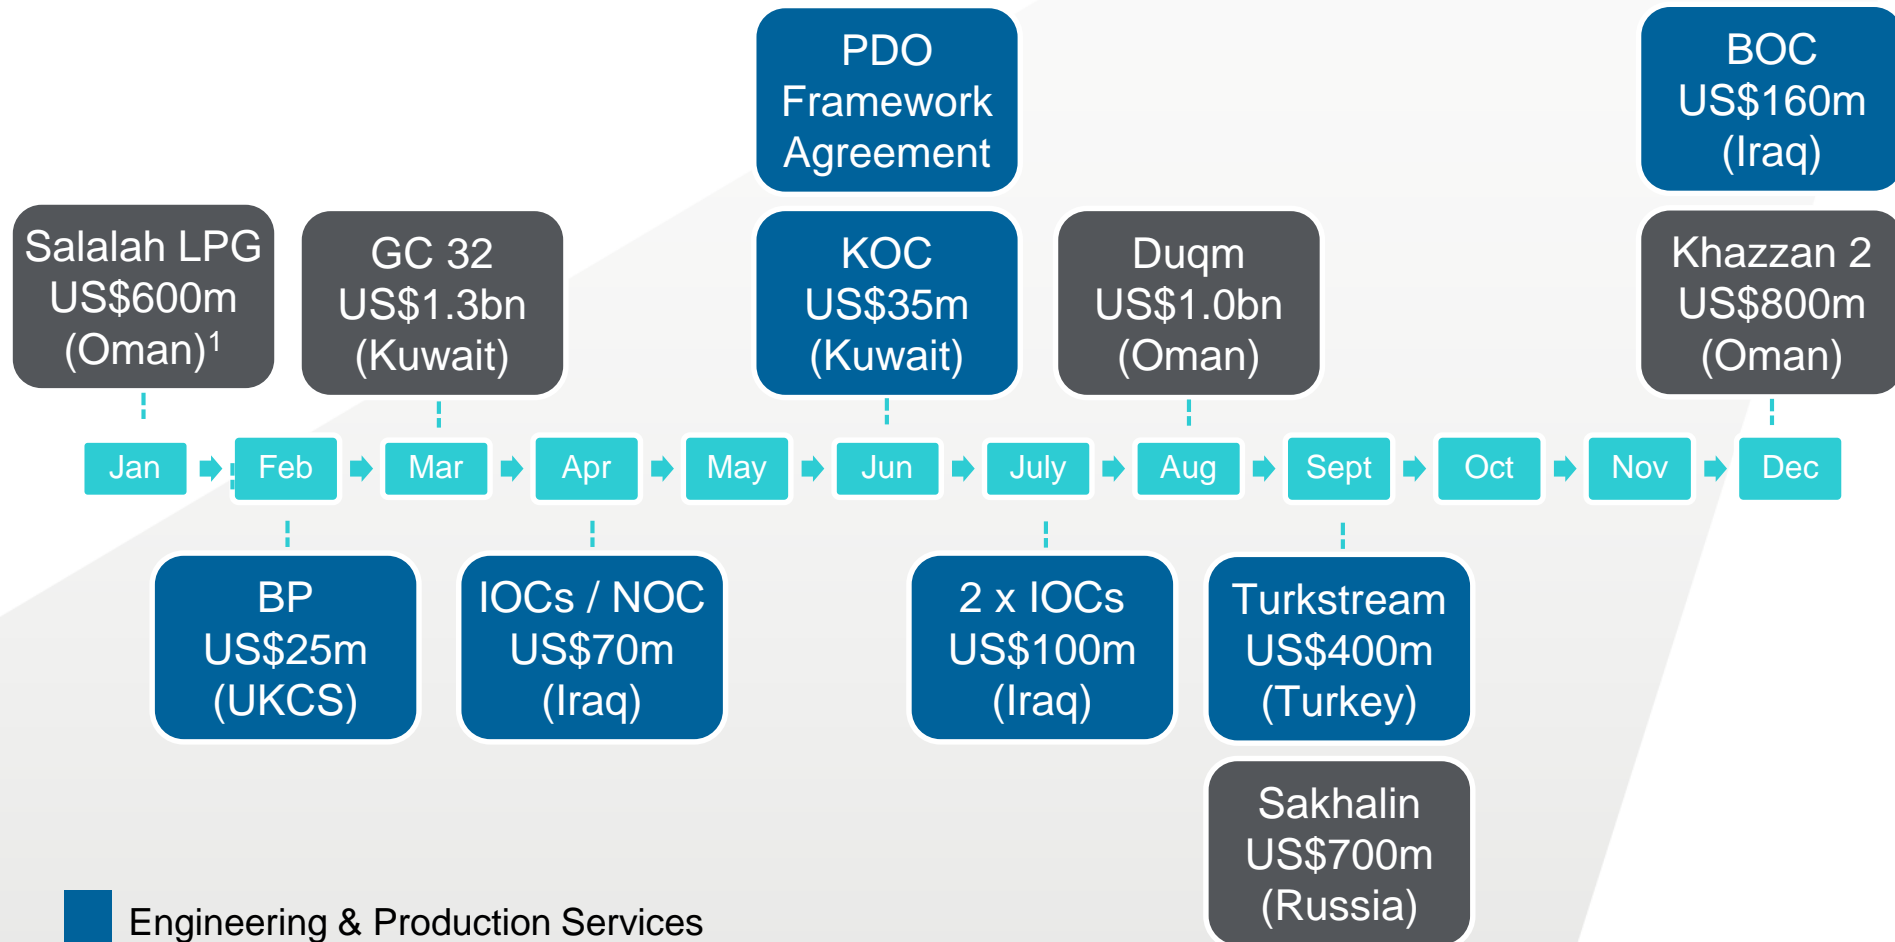 PDO
Framework
Agreement
BOC
US$160m
(Iraq)
Salalah LPG
US$600m
(Oman)¹
GC 32
US$1.3bn
(Kuwait)
KOC
US$35m
(Kuwait)
Duqm
US$1.0bn
(Oman)
Khazzan 2
US$800m
(Oman)
Jan
Feb
Mar
Apr
May
Jun
July
Aug
Sept
Oct
Nov
Dec
BP
US$25m
(UKCS)
IOCs / NOC
US$70m
(Iraq)
2 x IOCs
US$100m
(Iraq)
Turkstream
US$400m
(Turkey)
Sakhalin
US$700m
(Russia)
Engineering & Production Services